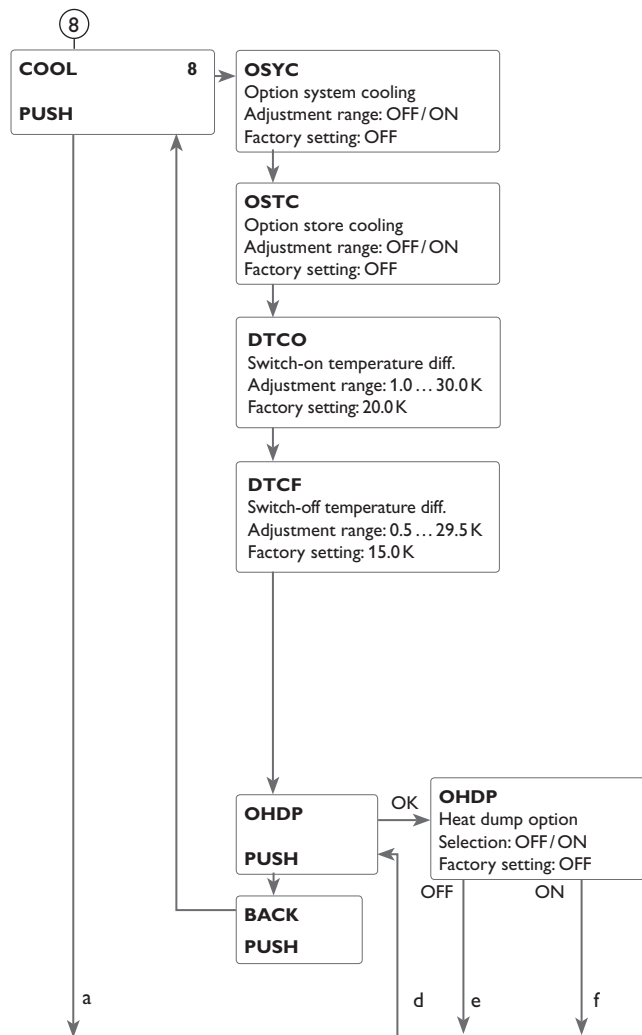 8
COOL 8
PUSH
OSYC
Option system cooling
Adjustment range: OFF / ON
Factory setting: OFF
OSTC
Option store cooling
Adjustment range: OFF / ON
Factory setting: OFF
DTCO
Switch-on temperature diff.
Adjustment range: 1.0 ... 30.0 K
Factory setting: 20.0 K
DTCF
Switch-off temperature diff.
Adjustment range: 0.5 ... 29.5 K
Factory setting: 15.0 K
OHDP
PUSH
OK
OHDP
Heat dump option
Selection: OFF / ON
Factory setting: OFF
OFF ON
BACK
PUSH
a d e f